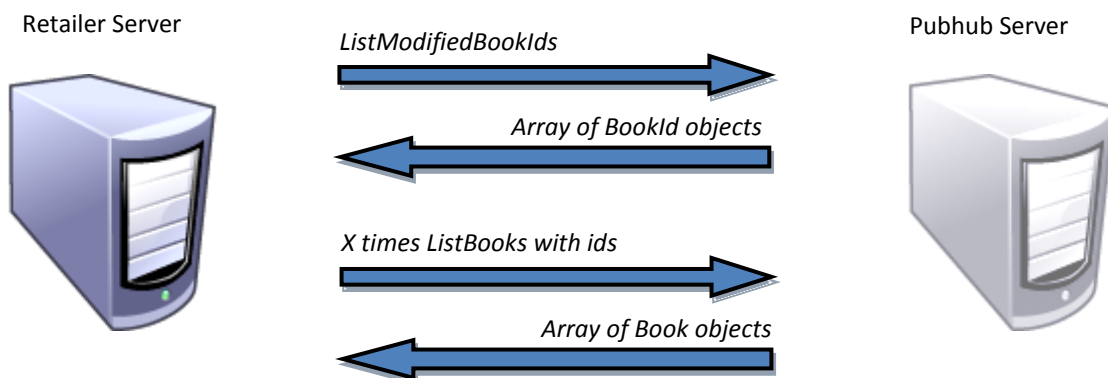 Retailer Server
Pubhub Server
ListModifiedBookIds
Array of BookId objects
X times ListBooks with ids
Array of Book objects